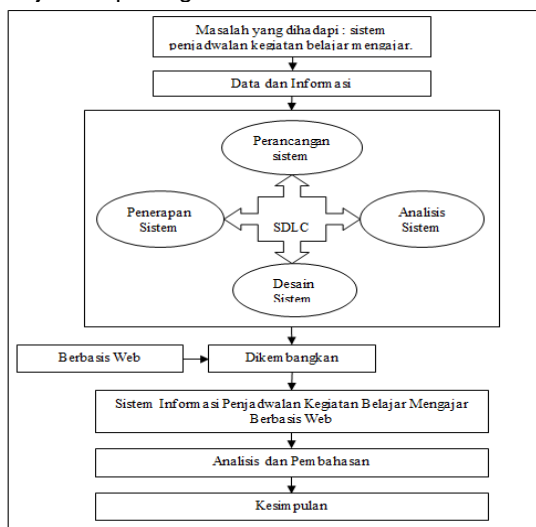 Masalah yang dihadapi : sistem
penjadwalan kegiatan belajar mengajar.
Data dan Informasi
Perancangan
sistem
Penerapan
Sistem
SDLC
Analisis
Sistem
Desain
Sistem
Berbasis Web
Dikembangkan
Sistem Informasi Penjadwalan Kegiatan Belajar Mengajar
Berbasis Web
Analisis dan Pembahasan
Kesimpulan